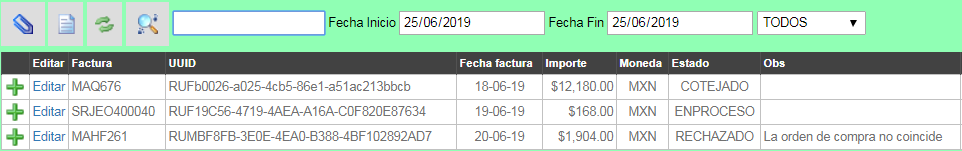 Fecha Inicio 25/06/2019 Fecha Fin 25/06/2019 TODOS
Editar Factura UUID Fecha factura Importe Moneda Estado Obs
Editar MAQ676 RUFb0026-a025-4cb5-86e1-a51ac213bbcb 18-06-19 $12,180.00 MXN COTEJADO
Editar SRJEO400040 RUF19C56-4719-4AEA-A16A-C0F820E87634 19-06-19 $168.00 MXN ENPROCESO
Editar MAHF261 RUMBF8FB-3E0E-4EA0-B388-4BF102892AD7 20-06-19 $1,904.00 MXN RECHAZADO La orden de compra no coincide